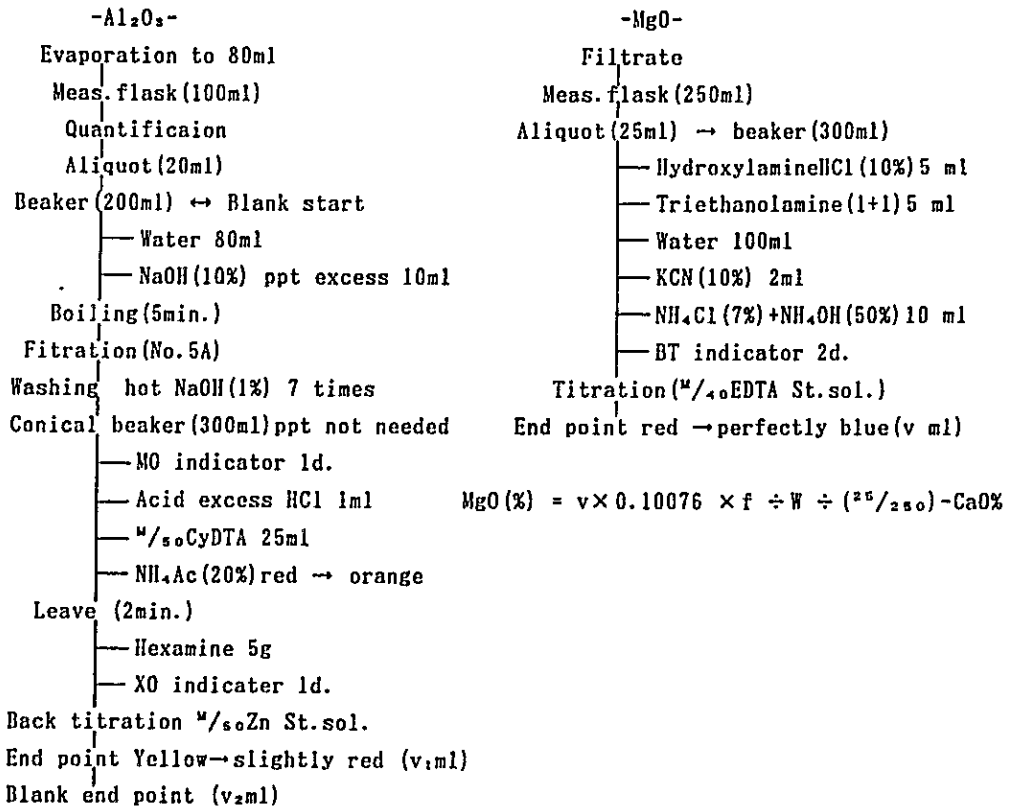 -Al₂O₃-
Evaporation to 80ml
Meas.flask(100ml)
Quantificaion
Aliquot(20ml)
Beaker(200ml) ↔ Blank start
Water 80ml
NaOH(10%) ppt excess 10ml
Boiling(5min.)
Fitration(No.5A)
Washing hot NaOH(1%) 7 times
Conical beaker(300ml)ppt not needed
MO indicator 1d.
Acid excess HCl 1ml
ᴹ/₅₀CyDTA 25ml
NH₄Ac(20%)red → orange
Leave (2min.)
Hexamine 5g
XO indicater 1d.
Back titration ᴹ/₅₀Zn St.sol.
End point Yellow→slightly red (v₁ml)
Blank end point (v₂ml)
-MgO-
Filtrate
Meas.flask(250ml)
Aliquot(25ml) → beaker(300ml)
HydroxylamineHCl(10%)5 ml
Triethanolamine(1+1)5 ml
Water 100ml
KCN(10%) 2ml
NH₄Cl(7%)+NH₄OH(50%)10 ml
BT indicator 2d.
Titration(ᴹ/₄₀EDTA St.sol.)
End point red →perfectly blue(v ml)
MgO(%) = v×0.10076 ×f ÷W ÷(²⁵/₂₅₀)-CaO%